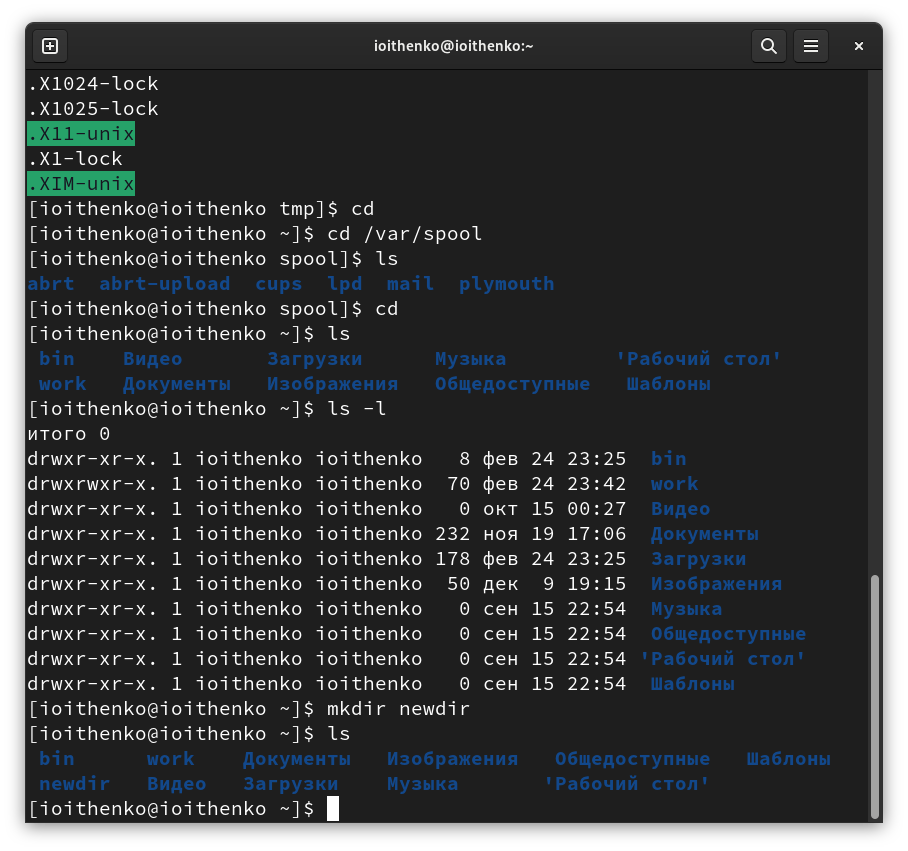 ioithenko@ioithenko:~
.X1024-lock
.X1025-lock
.X11-unix
.X1-lock
.XIM-unix
[ioithenko@ioithenko tmp]$ cd
[ioithenko@ioithenko ~]$ cd /var/spool
[ioithenko@ioithenko spool]$ ls
abrt  abrt-upload  cups  lpd  mail  plymouth
[ioithenko@ioithenko spool]$ cd
[ioithenko@ioithenko ~]$ ls
 bin    Видео       Загрузки      Музыка         'Рабочий стол'
 work   Документы   Изображения   Общедоступные   Шаблоны
[ioithenko@ioithenko ~]$ ls -l
итого 0
drwxr-xr-x. 1 ioithenko ioithenko   8 фев 24 23:25  bin
drwxrwxr-x. 1 ioithenko ioithenko  70 фев 24 23:42  work
drwxr-xr-x. 1 ioithenko ioithenko   0 окт 15 00:27  Видео
drwxr-xr-x. 1 ioithenko ioithenko 232 ноя 19 17:06  Документы
drwxr-xr-x. 1 ioithenko ioithenko 178 фев 24 23:25  Загрузки
drwxr-xr-x. 1 ioithenko ioithenko  50 дек  9 19:15  Изображения
drwxr-xr-x. 1 ioithenko ioithenko   0 сен 15 22:54  Музыка
drwxr-xr-x. 1 ioithenko ioithenko   0 сен 15 22:54  Общедоступные
drwxr-xr-x. 1 ioithenko ioithenko   0 сен 15 22:54 'Рабочий стол'
drwxr-xr-x. 1 ioithenko ioithenko   0 сен 15 22:54  Шаблоны
[ioithenko@ioithenko ~]$ mkdir newdir
[ioithenko@ioithenko ~]$ ls
 bin      work    Документы   Изображения   Общедоступные   Шаблоны
 newdir   Видео   Загрузки    Музыка       'Рабочий стол'
[ioithenko@ioithenko ~]$